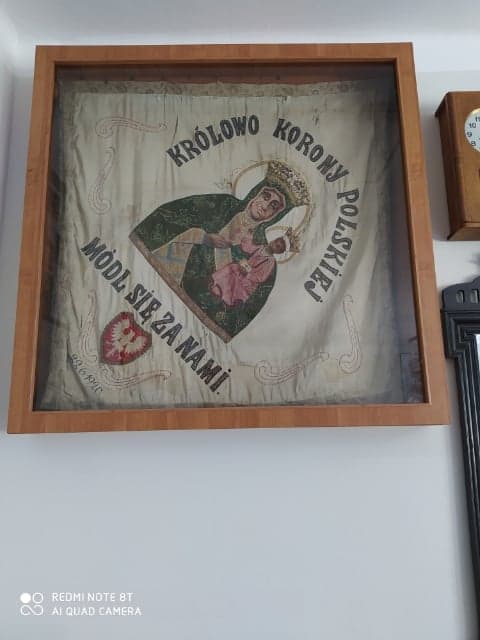 KRÓLOWO KORONY POLSKIEJ
MÓDL SIĘ ZA NAMI.
REDMI NOTE 8T
AI QUAD CAMERA